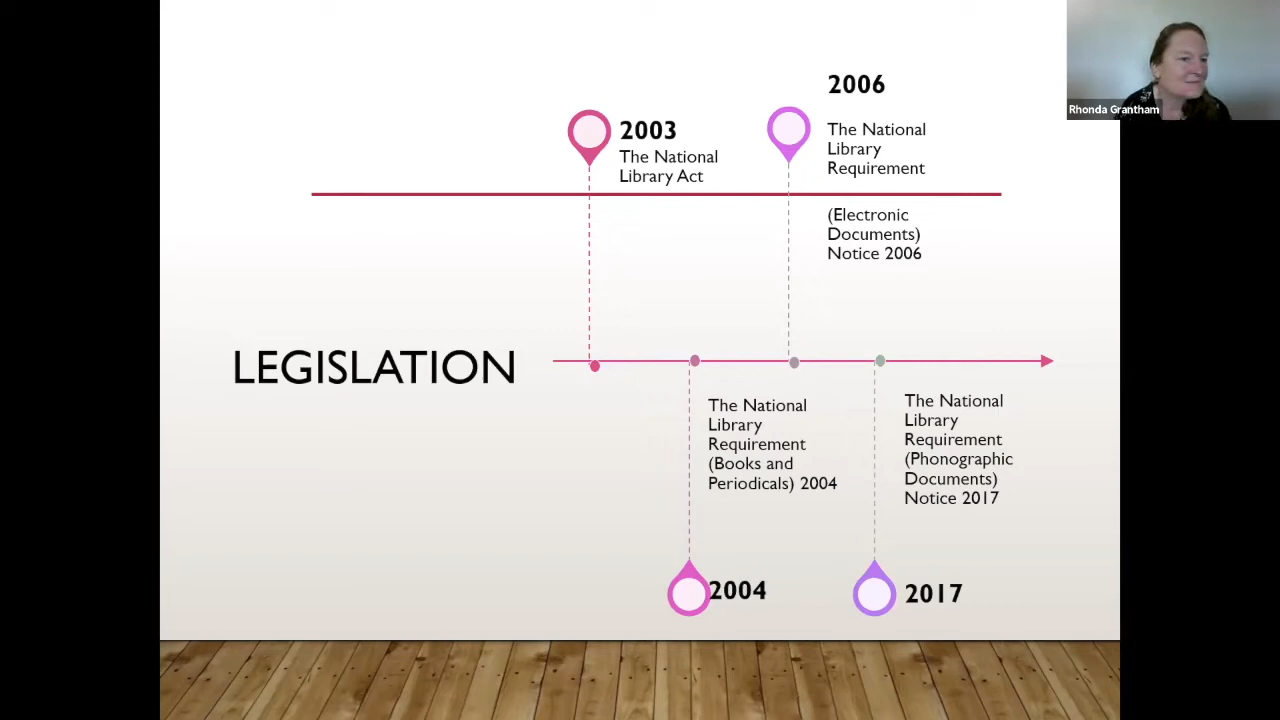 2006
Rhonda Grantham
2003
The National
Library Act
The National
Library
Requirement
(Electronic
Documents)
Notice 2006
LEGISLATION
The National
Library
Requirement
(Books and
Periodicals) 2004
The National
Library
Requirement
(Phonographic
Documents)
Notice 2017
2004
2017